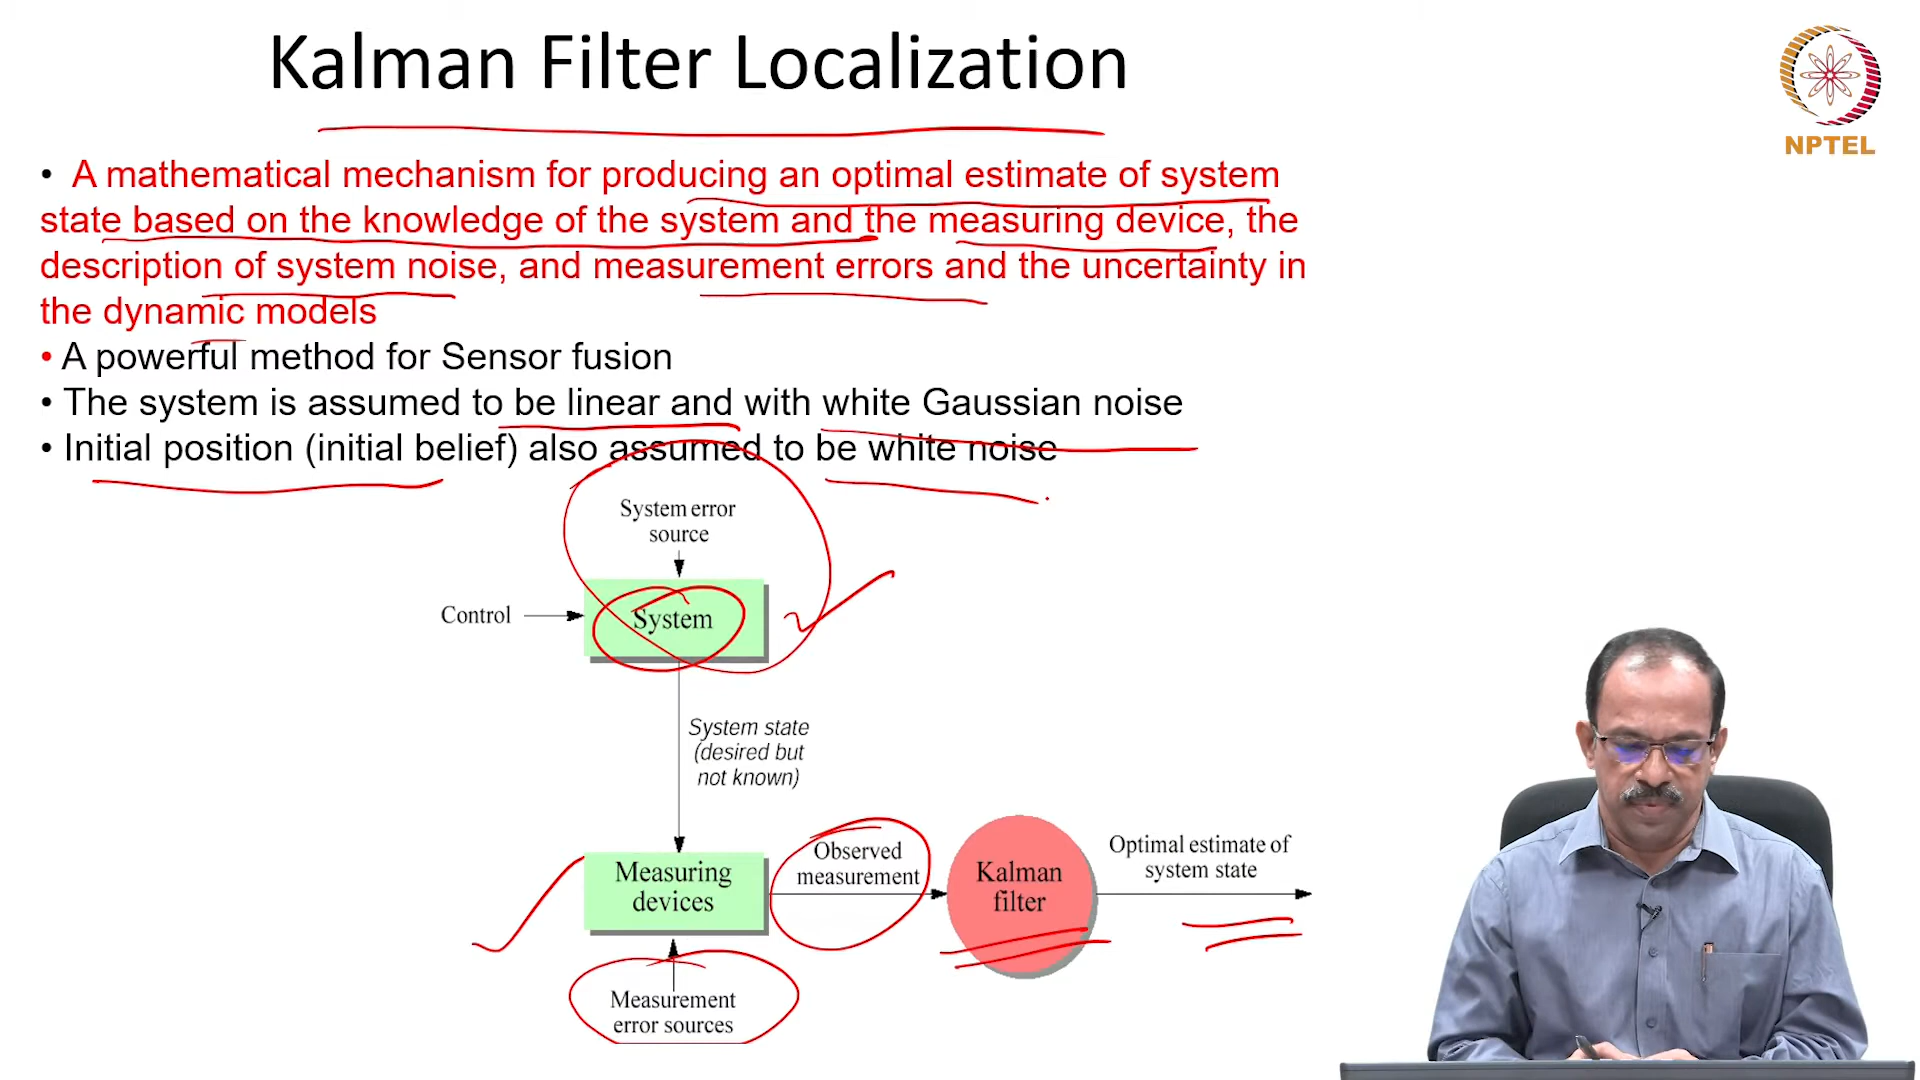 Kalman Filter Localization
NPTEL
• A mathematical mechanism for producing an optimal estimate of system
state based on the knowledge of the system and the measuring device, the
description of system noise, and measurement errors and the uncertainty in
the dynamic models
• A powerful method for Sensor fusion
• The system is assumed to be linear and with white Gaussian noise
• Initial position (initial belief) also assumed to be white noise
System error
source
Control
System
System state
(desired but
not known)
Measuring
devices
Observed
measurement
Kalman
filter
Optimal estimate of
system state
Measurement
error sources